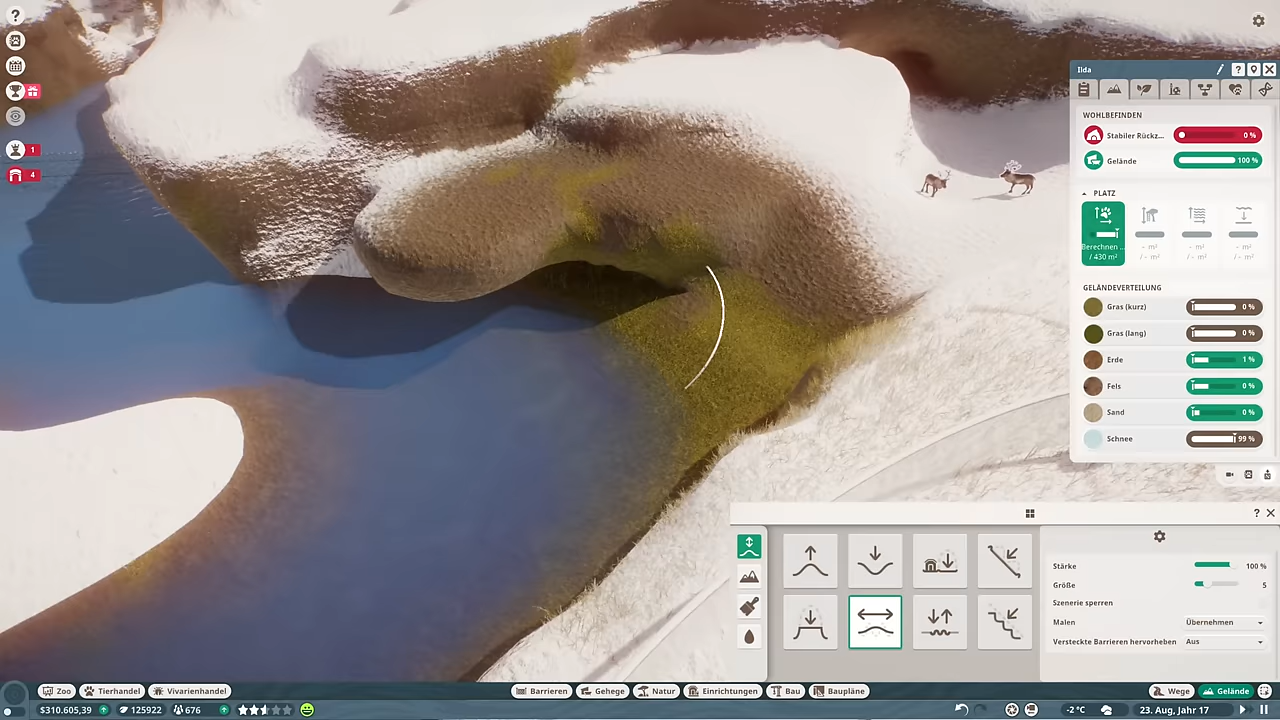 ?
1
4
Ilda
?
WOHLBEFINDEN
Stabiler Rückz... 0 %
Gelände 100 %
PLATZ
Berechnen ...
/ 430 m²
- m²
/ - m²
- m²
/ - m²
- m²
/ - m²
GELÄNDEVERTEILUNG
Gras (kurz) 0 %
Gras (lang) 0 %
Erde 1 %
Fels 0 %
Sand 0 %
Schnee 99 %
?
Stärke 100 %
Größe 5
Szenerie sperren
Malen Übernehmen
Versteckte Barrieren hervorheben Aus
Zoo Tierhandel Vivarienhandel Barrieren Gehege Natur Einrichtungen Bau Baupläne Wege Gelände
$310.605,39 125922 676 -2 °C 23. Aug, Jahr 17